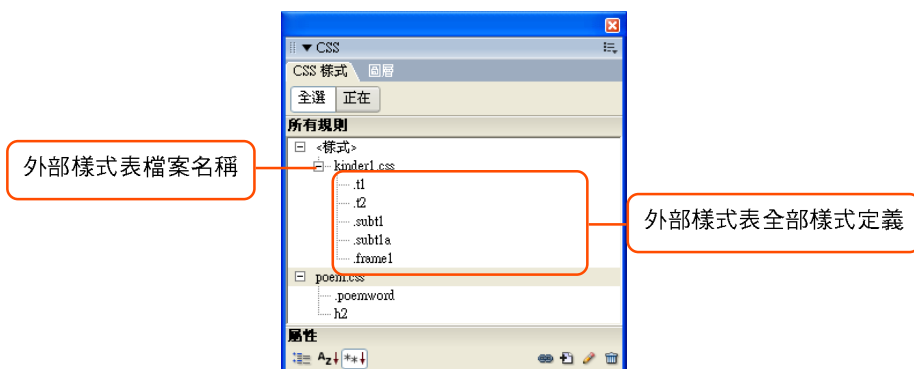 CSS
CSS 樣式 圖層
全選 正在
所有規則
<樣式>
kinder1.css
.t1
.t2
.subt1
.subt1a
.frame1
poem.css
.poemword
h2
屬性
AZ **
外部樣式表檔案名稱
外部樣式表全部樣式定義